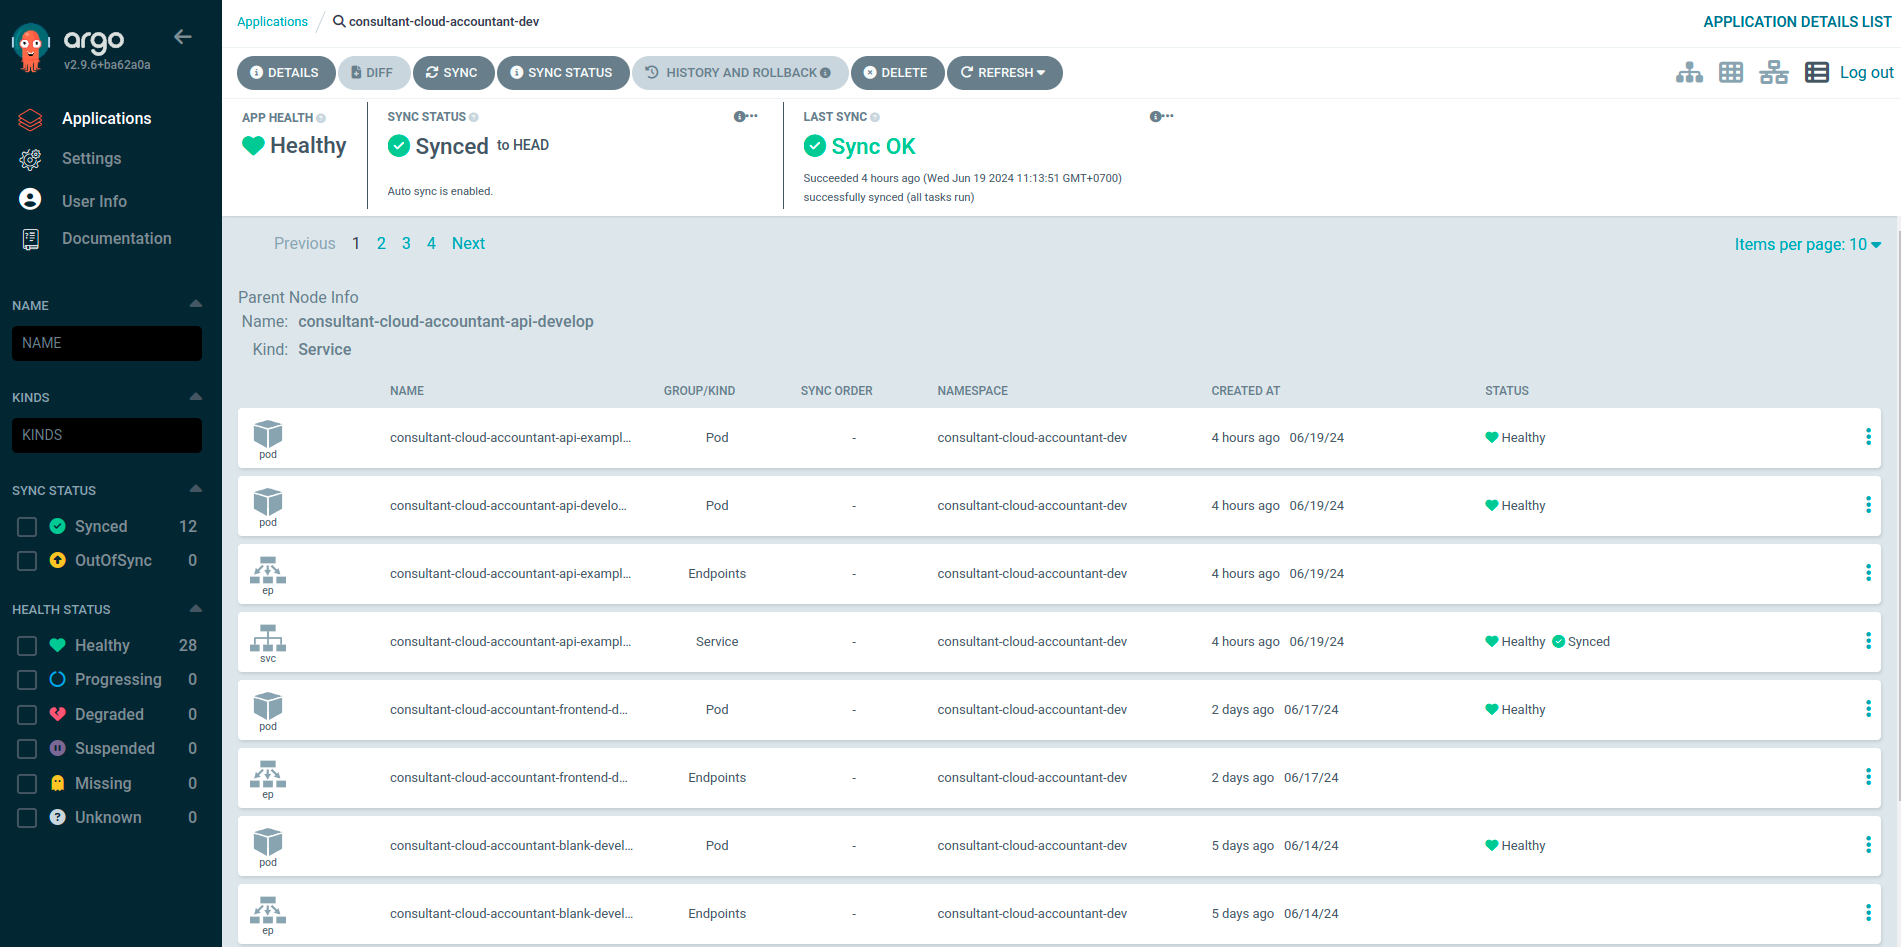 argo
v2.9.6+ba62a0a
Applications
Settings
User Info
Documentation
NAME
NAME
KINDS
KINDS
SYNC STATUS
Synced 12
OutOfSync 0
HEALTH STATUS
Healthy 28
Progressing 0
Degraded 0
Suspended 0
Missing 0
Unknown 0
Applications / consultant-cloud-accountant-dev
APPLICATION DETAILS LIST
DETAILS DIFF SYNC SYNC STATUS HISTORY AND ROLLBACK DELETE REFRESH
Log out
APP HEALTH
Healthy
SYNC STATUS
Synced to HEAD
Auto sync is enabled.
LAST SYNC
Sync OK
Succeeded 4 hours ago (Wed Jun 19 2024 11:13:51 GMT+0700)
successfully synced (all tasks run)
Previous 1 2 3 4 Next
Items per page: 10
Parent Node Info
Name: consultant-cloud-accountant-api-develop
Kind: Service
NAME GROUP/KIND SYNC ORDER NAMESPACE CREATED AT STATUS
pod consultant-cloud-accountant-api-exampl... Pod - consultant-cloud-accountant-dev 4 hours ago 06/19/24 Healthy
pod consultant-cloud-accountant-api-develo... Pod - consultant-cloud-accountant-dev 4 hours ago 06/19/24 Healthy
ep consultant-cloud-accountant-api-exampl... Endpoints - consultant-cloud-accountant-dev 4 hours ago 06/19/24
svc consultant-cloud-accountant-api-exampl... Service - consultant-cloud-accountant-dev 4 hours ago 06/19/24 Healthy Synced
pod consultant-cloud-accountant-frontend-d... Pod - consultant-cloud-accountant-dev 2 days ago 06/17/24 Healthy
ep consultant-cloud-accountant-frontend-d... Endpoints - consultant-cloud-accountant-dev 2 days ago 06/17/24
pod consultant-cloud-accountant-blank-devel... Pod - consultant-cloud-accountant-dev 5 days ago 06/14/24 Healthy
ep consultant-cloud-accountant-blank-devel... Endpoints - consultant-cloud-accountant-dev 5 days ago 06/14/24